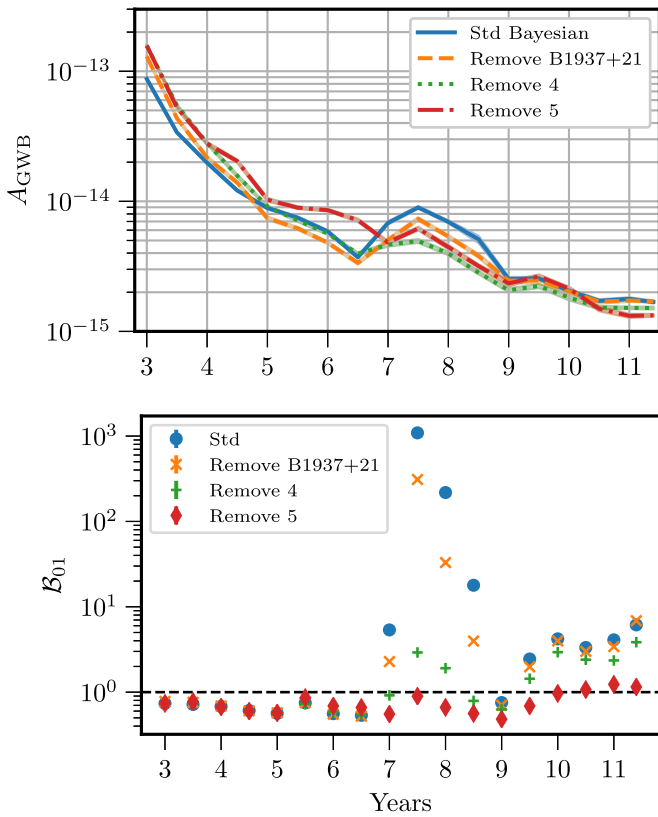 A_GWB
10^{-13}
10^{-14}
10^{-15}
Std Bayesian
Remove B1937+21
Remove 4
Remove 5
3 4 5 6 7 8 9 10 11
B_{01}
10^3
10^2
10^1
10^0
Std
Remove B1937+21
Remove 4
Remove 5
3 4 5 6 7 8 9 10 11
Years